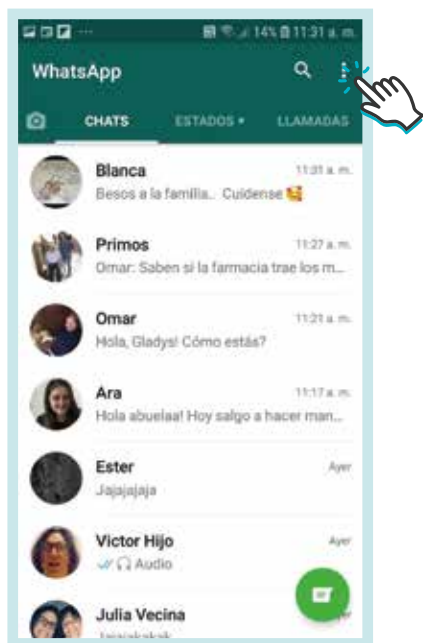 14% 11:31 a. m.
WhatsApp
CHATS ESTADOS • LLAMADAS
Blanca 11:31 a. m.
Besos a la familia.. Cuidense 🥰
Primos 11:27 a. m.
Omar: Saben si la farmacia trae los m...
Omar 11:21 a. m.
Hola, Gladys! Cómo estás?
Ara 11:17 a. m.
Hola abuelaa! Hoy salgo a hacer man...
Ester Ayer
Jajajajaja
Victor Hijo Ayer
Audio
Julia Vecina